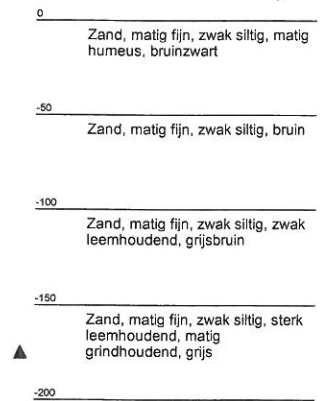 0
Zand, matig fijn, zwak siltig, matig
humeus, bruinzwart
-50
Zand, matig fijn, zwak siltig, bruin
-100
Zand, matig fijn, zwak siltig, zwak
leemhoudend, grijsbruin
-150
Zand, matig fijn, zwak siltig, sterk
leemhoudend, matig
grindhoudend, grijs
-200